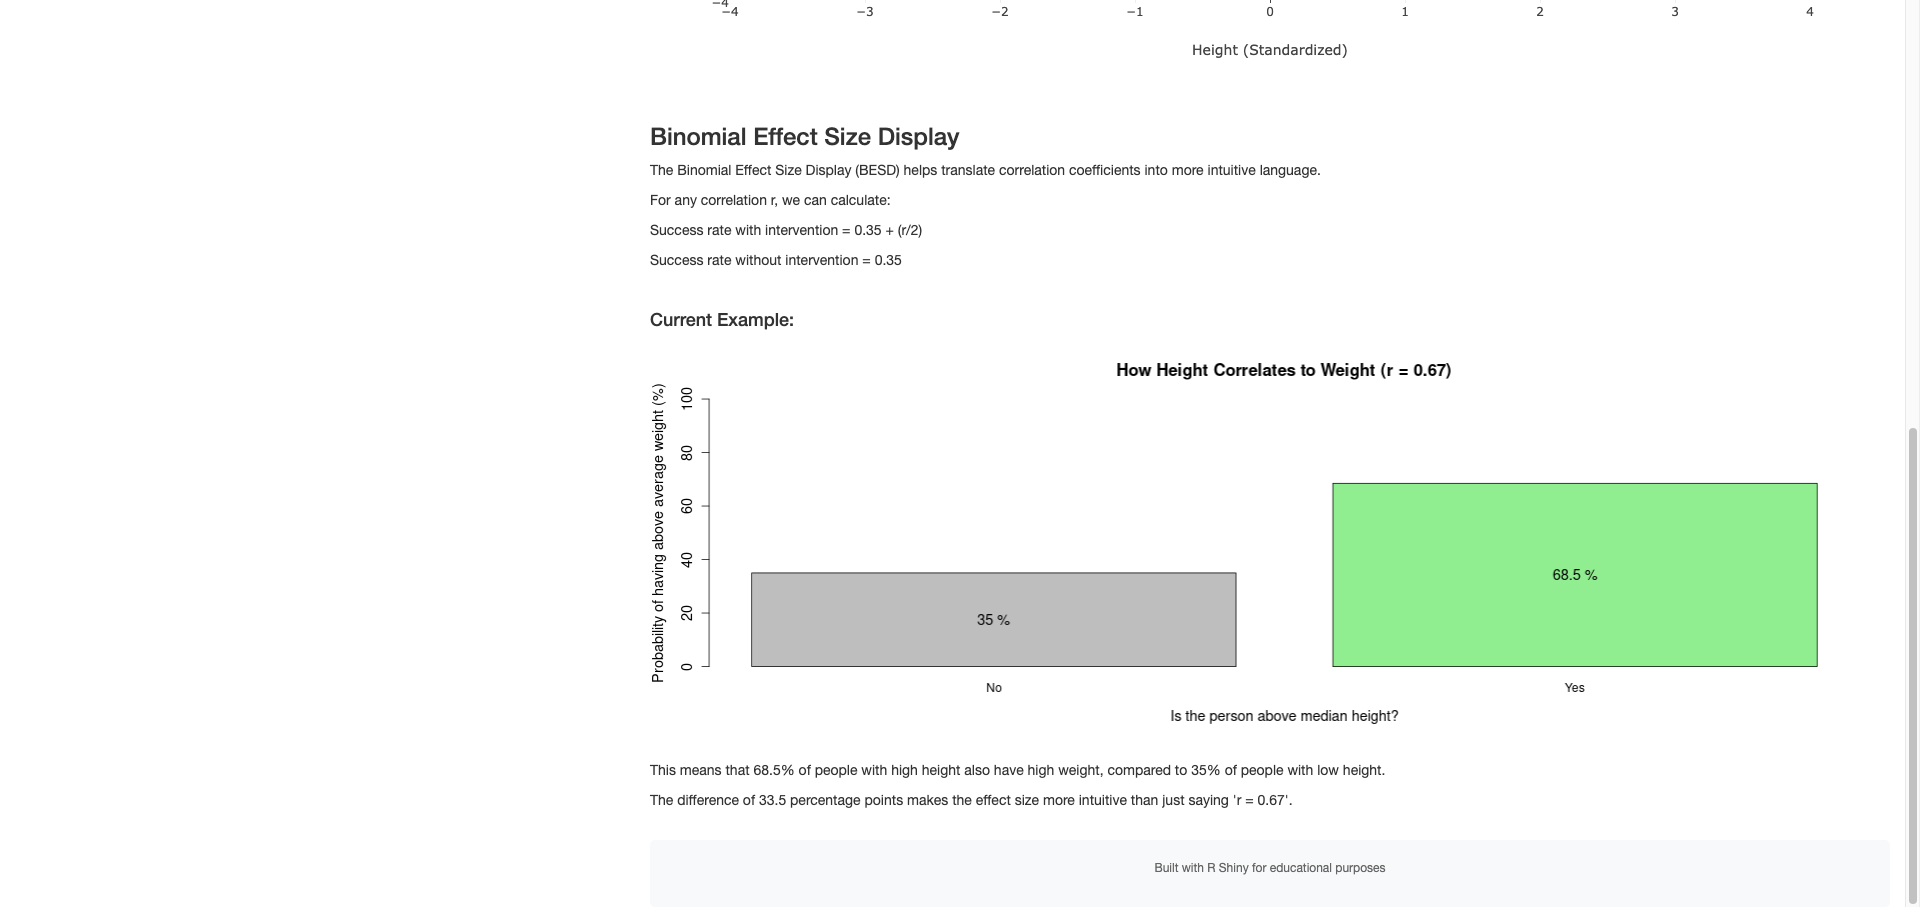 −4
−4 −3 −2 −1 0 1 2 3 4
Height (Standardized)
Binomial Effect Size Display
The Binomial Effect Size Display (BESD) helps translate correlation coefficients into more intuitive language.
For any correlation r, we can calculate:
Success rate with intervention = 0.35 + (r/2)
Success rate without intervention = 0.35
Current Example:
How Height Correlates to Weight (r = 0.67)
Probability of having above average weight (%)
100
80
60
40
20
0
35 %
68.5 %
No Yes
Is the person above median height?
This means that 68.5% of people with high height also have high weight, compared to 35% of people with low height.
The difference of 33.5 percentage points makes the effect size more intuitive than just saying 'r = 0.67'.
Built with R Shiny for educational purposes